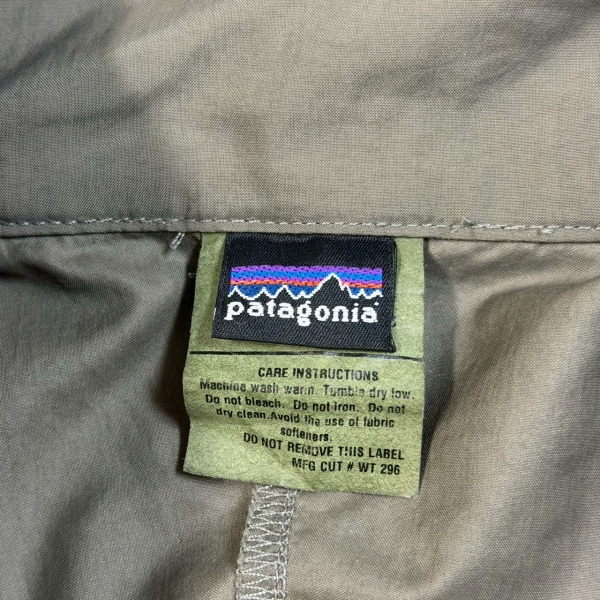 patagonia
CARE INSTRUCTIONS
Machine wash warm. Tumble dry low.
Do not bleach. Do not Iron. Do not
dry clean.Avoid the use of fabric
softeners.
DO NOT REMOVE THIS LABEL
MFG CUT # WT 296